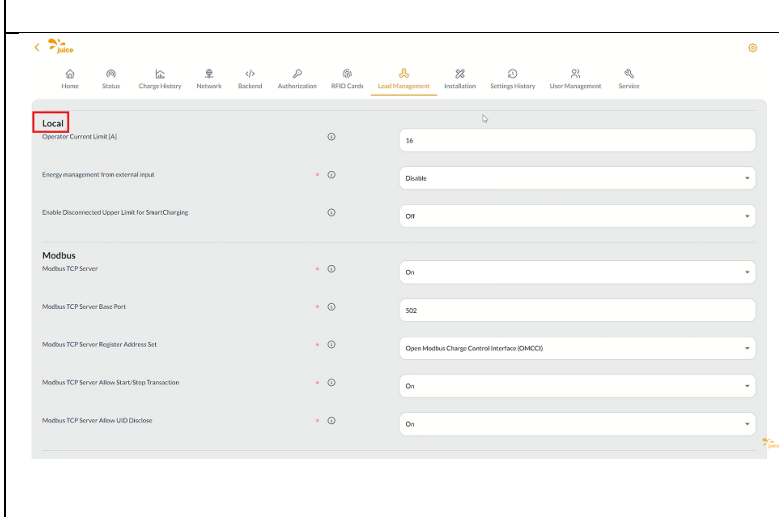 juice
Home
Status
Charge History
Network
Backend
Authorization
RFID Cards
Load Management
Installation
Settings History
User Management
Service
Local
Operator Current Limit [A]
16
Energy management from external input *
Disable
Enable Disconnected Upper Limit for SmartCharging
Off
Modbus
Modbus TCP Server *
On
Modbus TCP Server Base Port *
502
Modbus TCP Server Register Address Set *
Open Modbus Charge Control Interface (OMCCI)
Modbus TCP Server Allow Start/Stop Transaction *
On
Modbus TCP Server Allow UID Disclose *
On
juice